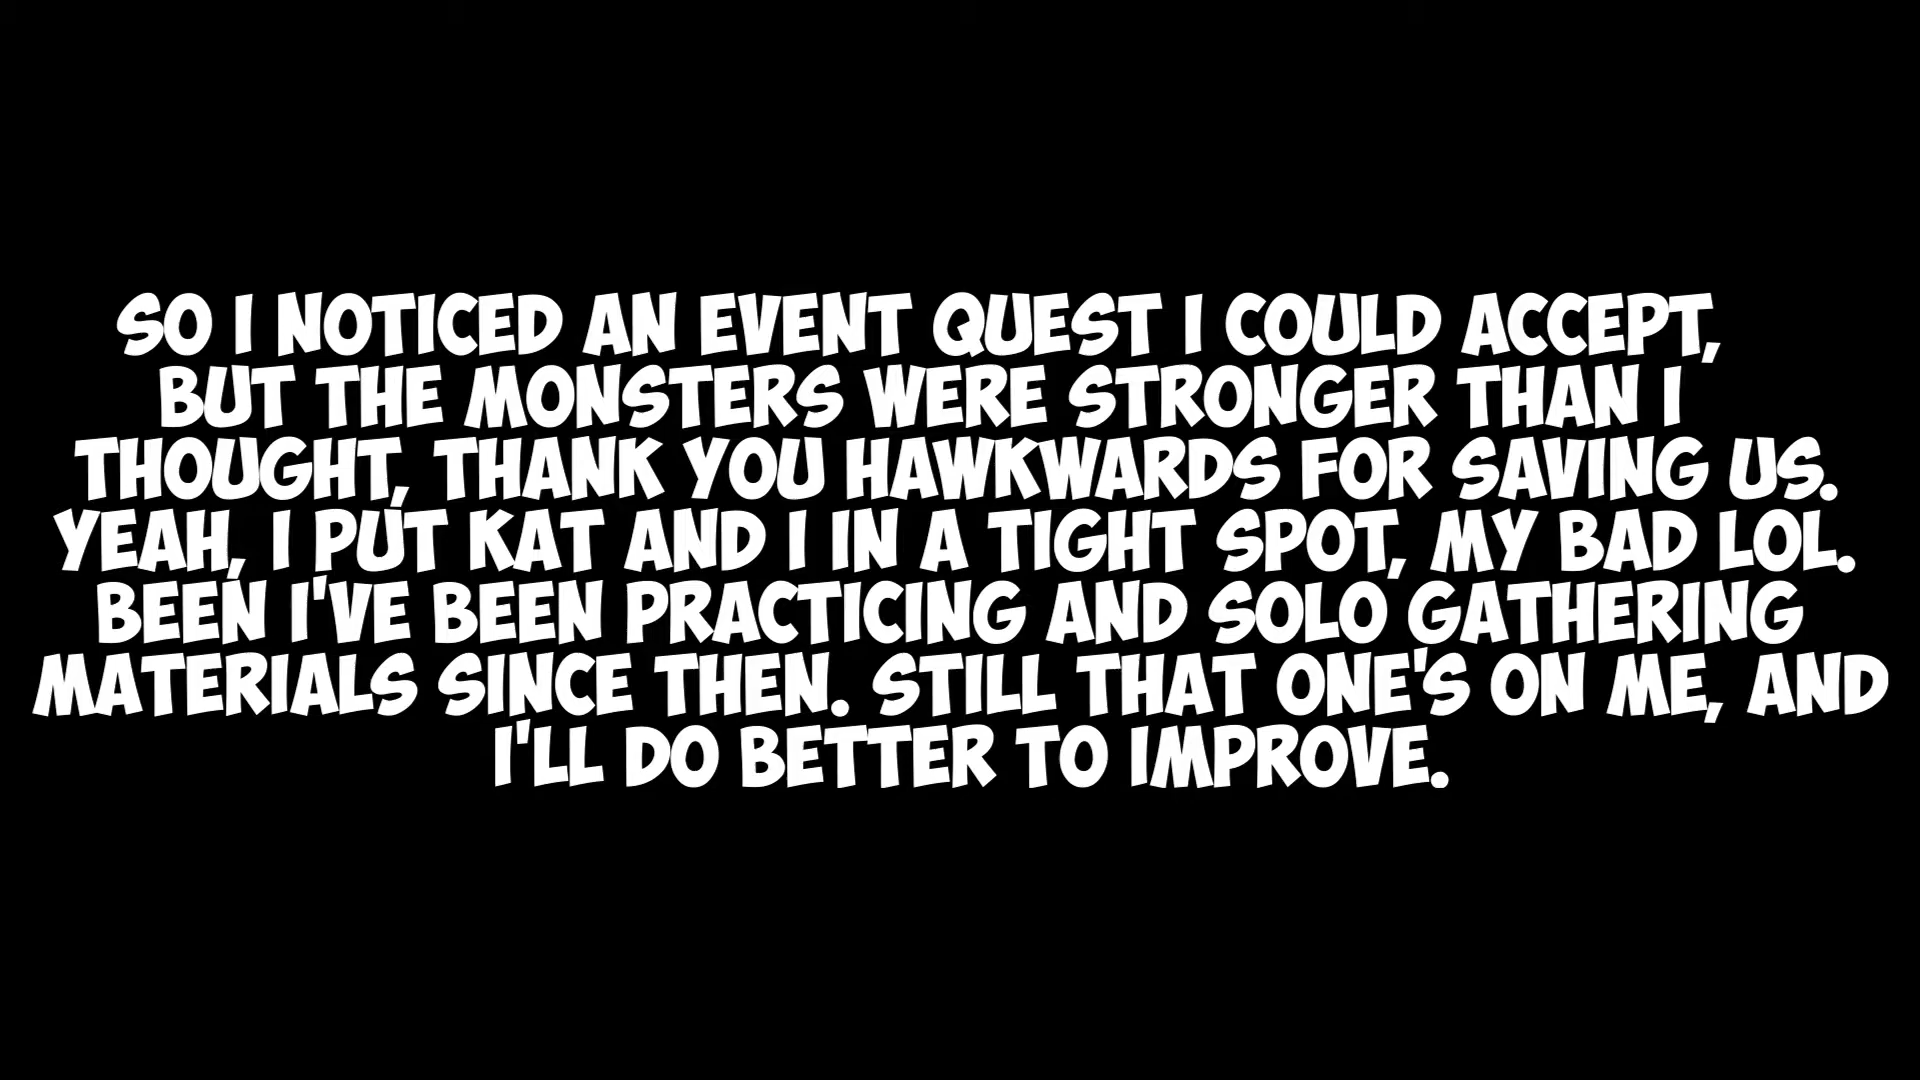 SO I NOTICED AN EVENT QUEST I COULD ACCEPT,
BUT THE MONSTERS WERE STRONGER THAN I
THOUGHT, THANK YOU HAWKWARDS FOR SAVING US.
YEAH, I PUT KAT AND I IN A TIGHT SPOT, MY BAD LOL.
BEEN I'VE BEEN PRACTICING AND SOLO GATHERING
MATERIALS SINCE THEN. STILL THAT ONE'S ON ME, AND
I'LL DO BETTER TO IMPROVE.